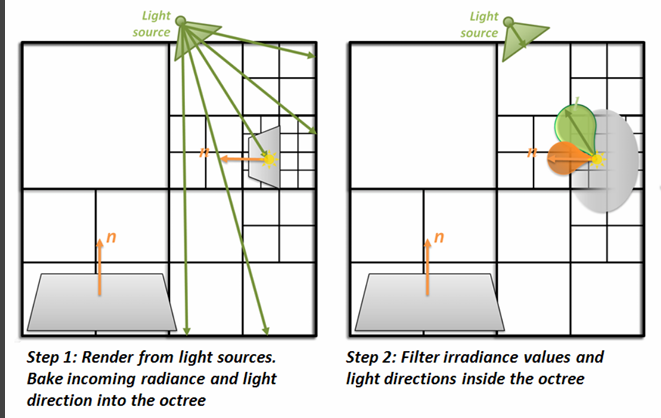 Light
source
n
n
Step 1: Render from light sources.
Bake incoming radiance and light
direction into the octree
Light
source
l
n
n
Step 2: Filter irradiance values and
light directions inside the octree